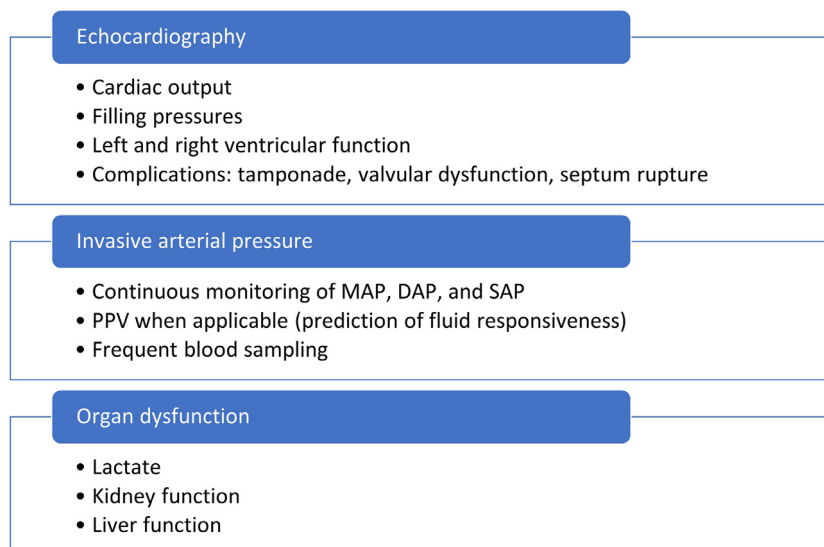 Echocardiography
• Cardiac output
• Filling pressures
• Left and right ventricular function
• Complications: tamponade, valvular dysfunction, septum rupture
Invasive arterial pressure
• Continuous monitoring of MAP, DAP, and SAP
• PPV when applicable (prediction of fluid responsiveness)
• Frequent blood sampling
Organ dysfunction
• Lactate
• Kidney function
• Liver function